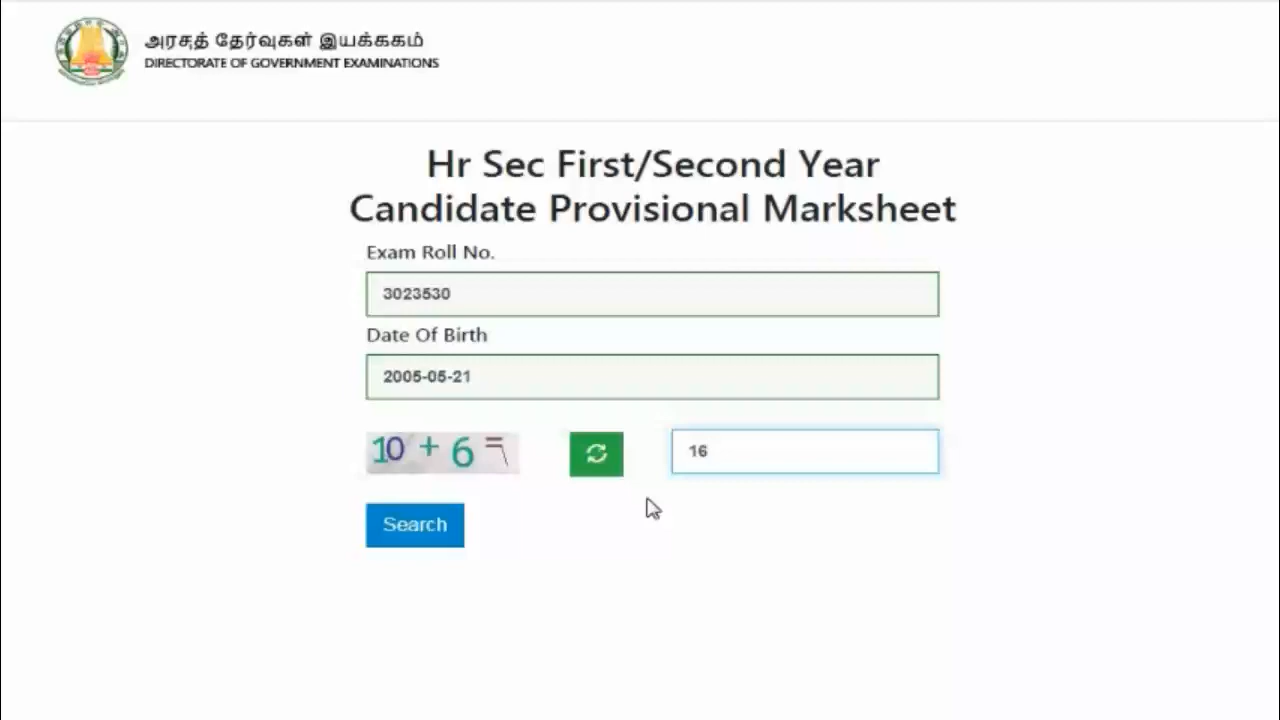 அரசுத் தேர்வுகள் இயக்ககம்
DIRECTORATE OF GOVERNMENT EXAMINATIONS
Hr Sec First/Second Year
Candidate Provisional Marksheet
Exam Roll No.
3023530
Date Of Birth
2005-05-21
10 + 6 =
16
Search